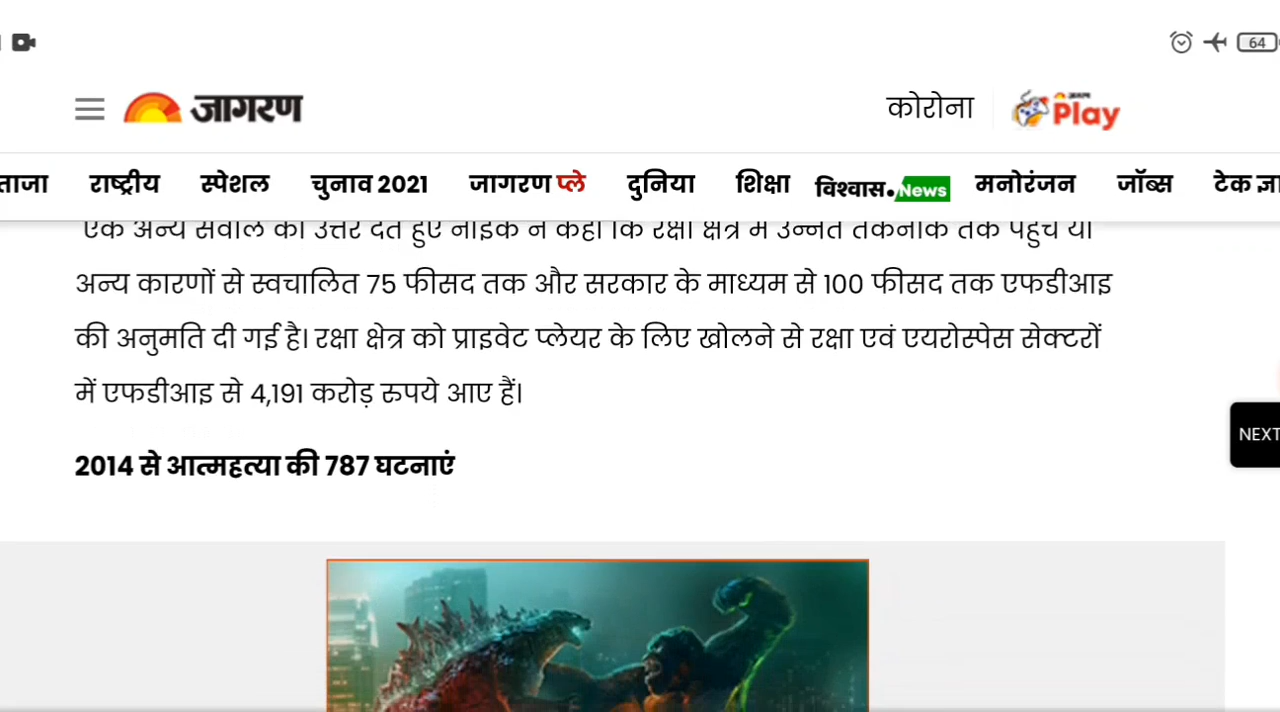 64
जागरण
कोरोना
जागरण Play
ताजा राष्ट्रीय स्पेशल चुनाव 2021 जागरण प्ले दुनिया शिक्षा विश्वास.News मनोरंजन जॉब्स टेक ज्ञा
एक अन्य सवाल का उत्तर देते हुए नाइक ने कहा कि रक्षा क्षेत्र में उन्नत तकनीक तक पहुंच या
अन्य कारणों से स्वचालित 75 फीसद तक और सरकार के माध्यम से 100 फीसद तक एफडीआइ
की अनुमति दी गई है। रक्षा क्षेत्र को प्राइवेट प्लेयर के लिए खोलने से रक्षा एवं एयरोस्पेस सेक्टरों
में एफडीआइ से 4,191 करोड़ रुपये आए हैं।
NEXT
2014 से आत्महत्या की 787 घटनाएं